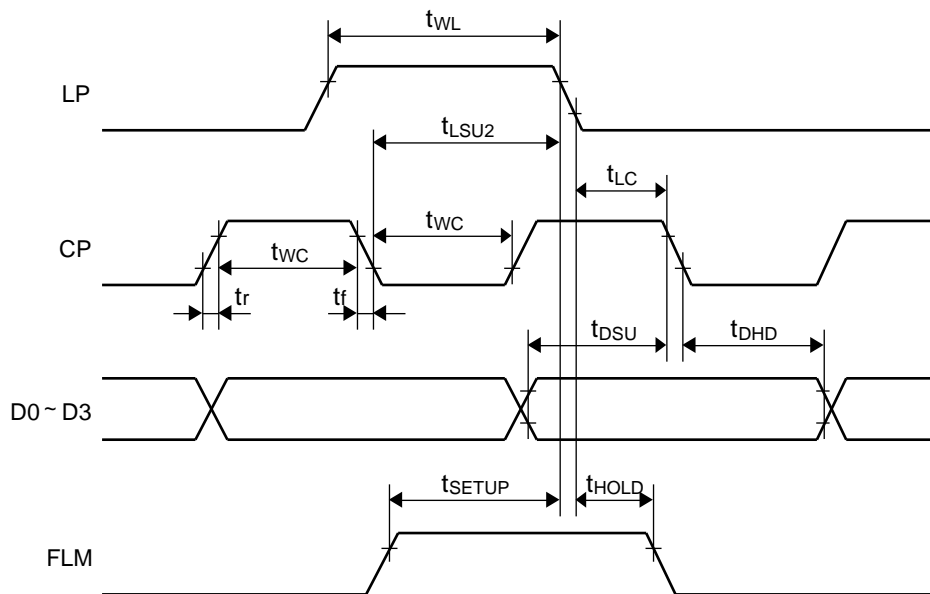 tWL
LP
tLSU2
tLC
CP
tWC
tWC
tr
tf
tDSU
tDHD
D0 ~ D3
tSETUP
tHOLD
FLM